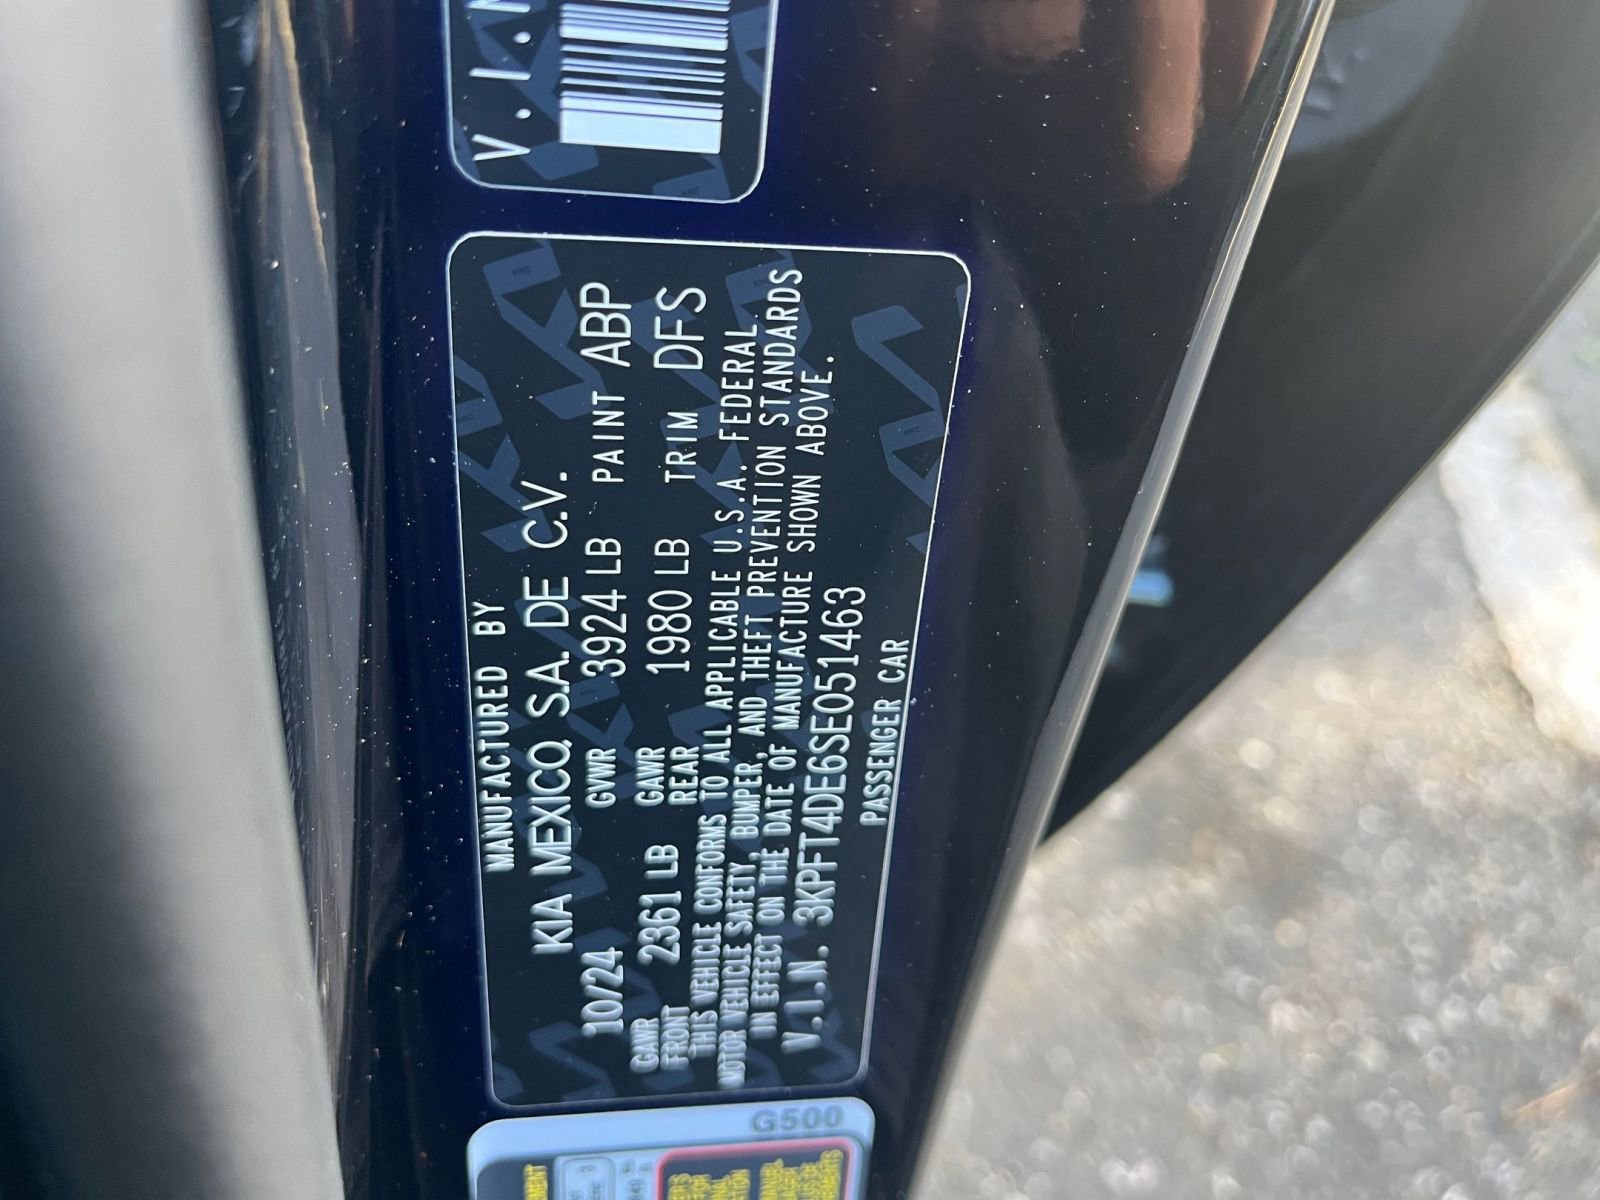 V.I.N
MANUFACTURED BY
KIA MEXICO, S.A. DE C.V.
10/24 GVWR 3924 LB PAINT ABP
GAWR FRONT 2361 LB GAWR REAR 1980 LB TRIM DFS
THIS VEHICLE CONFORMS TO ALL APPLICABLE U.S.A. FEDERAL
MOTOR VEHICLE SAFETY, BUMPER, AND THEFT PREVENTION STANDARDS
IN EFFECT ON THE DATE OF MANUFACTURE SHOWN ABOVE.
V.I.N. 3KPFT4DE6SE051463
PASSENGER CAR
G500